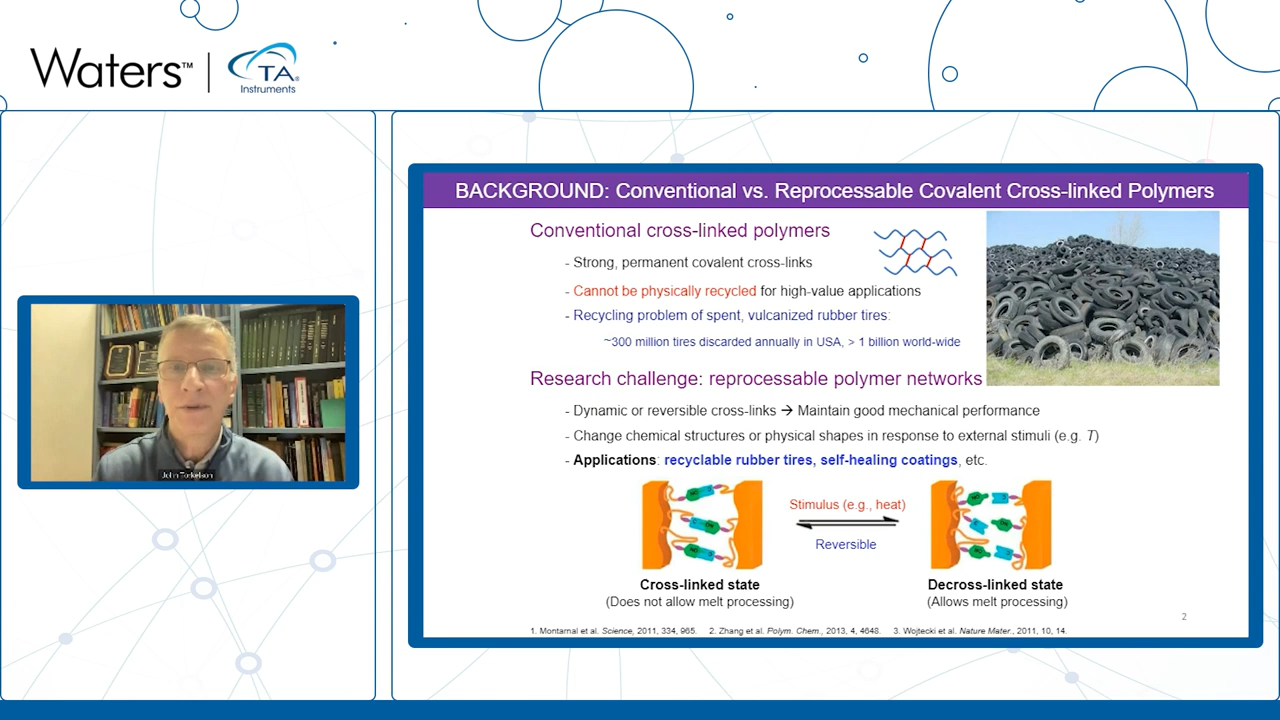 Waters™
TA®
Instruments
BACKGROUND: Conventional vs. Reprocessable Covalent Cross-linked Polymers
Conventional cross-linked polymers
- Strong, permanent covalent cross-links
- Cannot be physically recycled for high-value applications
- Recycling problem of spent, vulcanized rubber tires:
~300 million tires discarded annually in USA, > 1 billion world-wide
Research challenge: reprocessable polymer networks
- Dynamic or reversible cross-links → Maintain good mechanical performance
- Change chemical structures or physical shapes in response to external stimuli (e.g. T)
- Applications: recyclable rubber tires, self-healing coatings, etc.
Stimulus (e.g., heat)
Reversible
Cross-linked state
(Does not allow melt processing)
Decross-linked state
(Allows melt processing)
2
1. Montarnal et al. Science, 2011, 334, 965. 2. Zhang et al. Polym. Chem., 2013, 4, 4648. 3. Wojtecki et al. Nature Mater., 2011, 10, 14.
John Torkelson